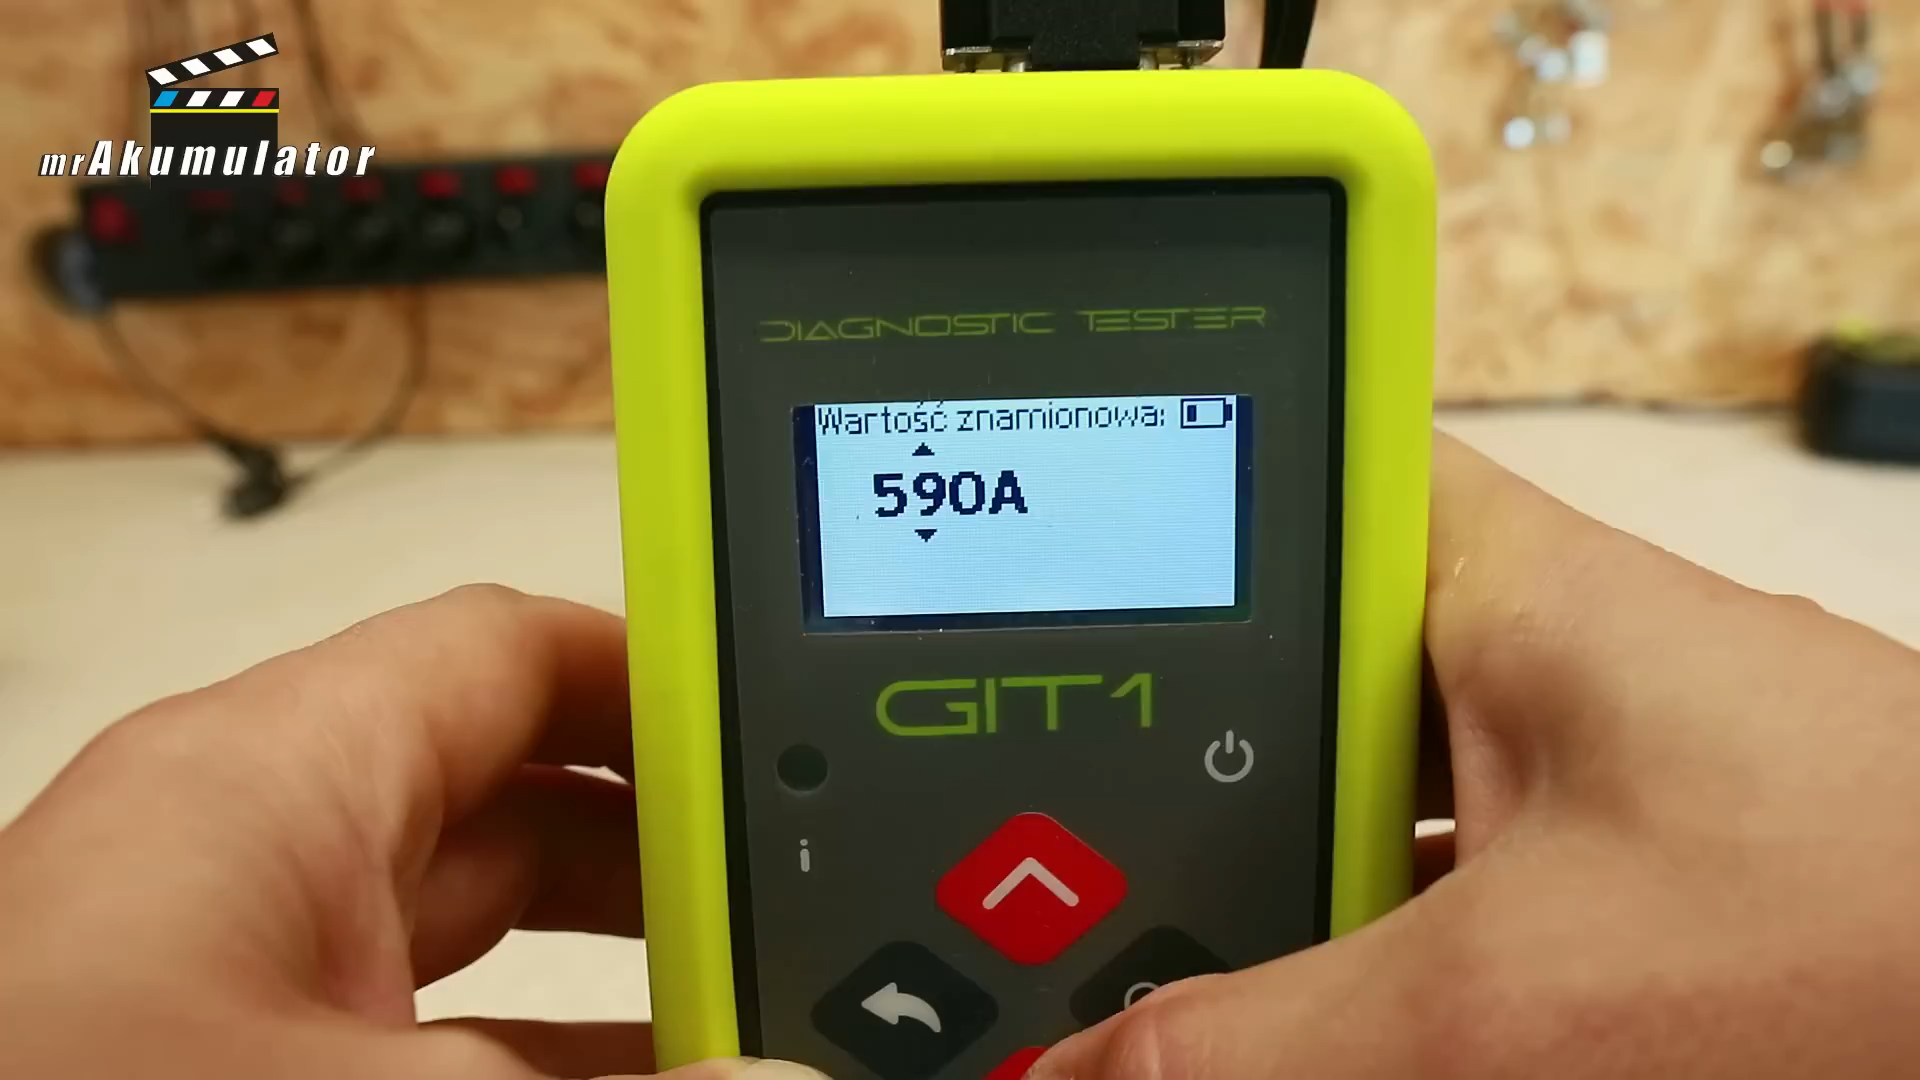 mrAkumulator
DIAGNOSTIC TESTER
Wartość znamionowa:
590A
GIT1
i